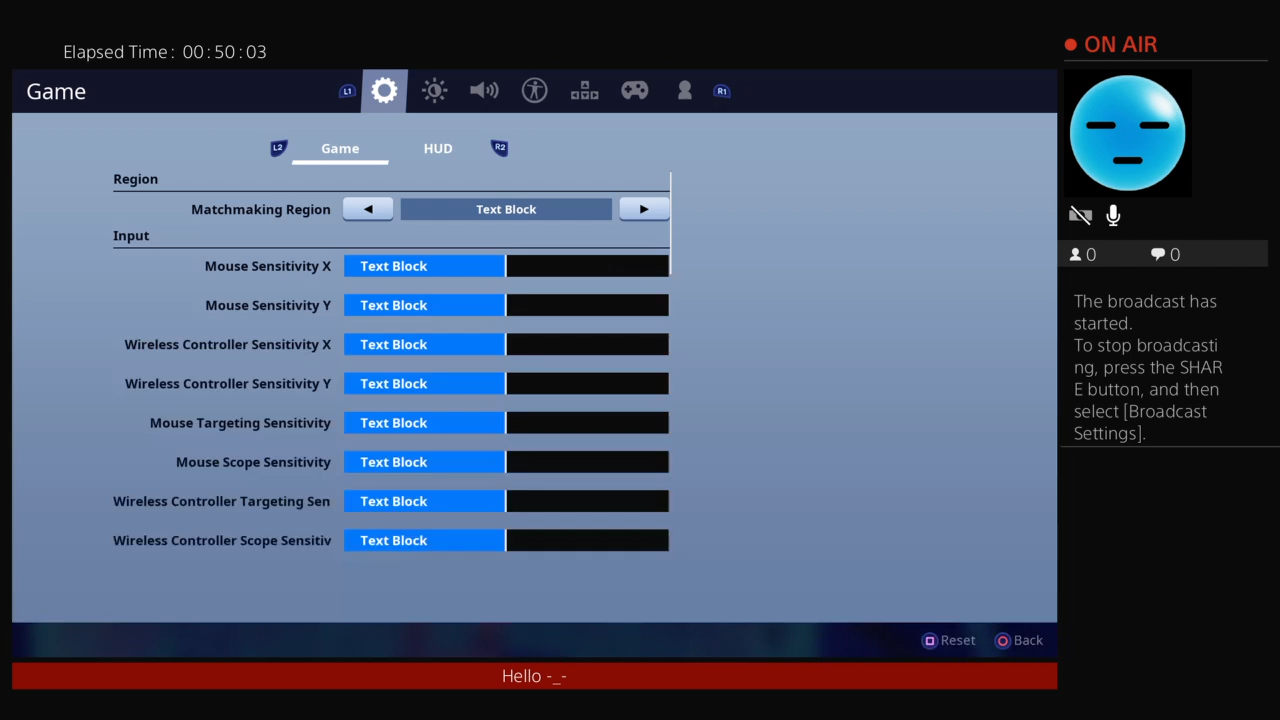 Elapsed Time: 00:50:03
ON AIR
Game
L1
R1
L2
Game
HUD
R2
Region
Matchmaking Region
Text Block
Input
Mouse Sensitivity X
Text Block
Mouse Sensitivity Y
Text Block
Wireless Controller Sensitivity X
Text Block
Wireless Controller Sensitivity Y
Text Block
Mouse Targeting Sensitivity
Text Block
Mouse Scope Sensitivity
Text Block
Wireless Controller Targeting Sen
Text Block
Wireless Controller Scope Sensitiv
Text Block
Reset
Back
Hello -_-
0
0
The broadcast has
started.
To stop broadcasti
ng, press the SHAR
E button, and then
select [Broadcast
Settings].